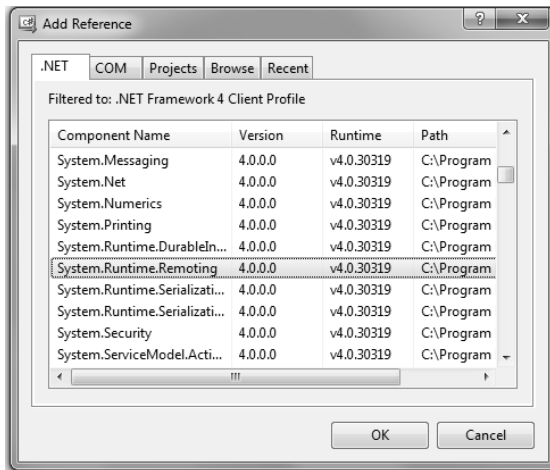 Add Reference
.NET COM Projects Browse Recent
Filtered to: .NET Framework 4 Client Profile
Component Name Version Runtime Path
System.Messaging 4.0.0.0 v4.0.30319 C:\Program
System.Net 4.0.0.0 v4.0.30319 C:\Program
System.Numerics 4.0.0.0 v4.0.30319 C:\Program
System.Printing 4.0.0.0 v4.0.30319 C:\Program
System.Runtime.DurableIn... 4.0.0.0 v4.0.30319 C:\Program
System.Runtime.Remoting 4.0.0.0 v4.0.30319 C:\Program
System.Runtime.Serializati... 4.0.0.0 v4.0.30319 C:\Program
System.Runtime.Serializati... 4.0.0.0 v4.0.30319 C:\Program
System.Security 4.0.0.0 v4.0.30319 C:\Program
System.ServiceModel.Acti... 4.0.0.0 v4.0.30319 C:\Program
OK Cancel